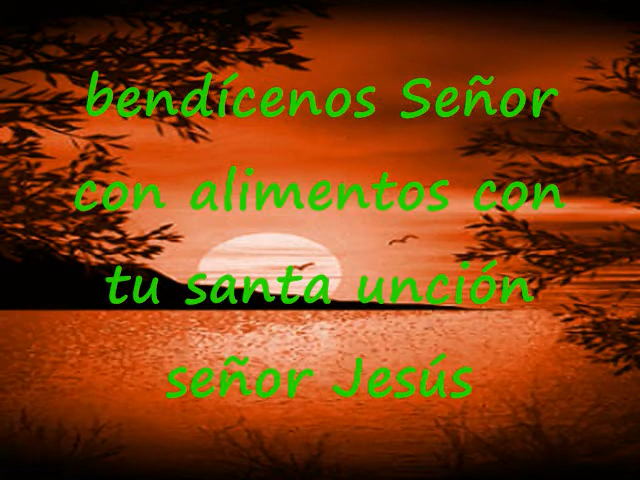 bendícenos Señor
con alimentos con
tu santa unción
señor Jesús